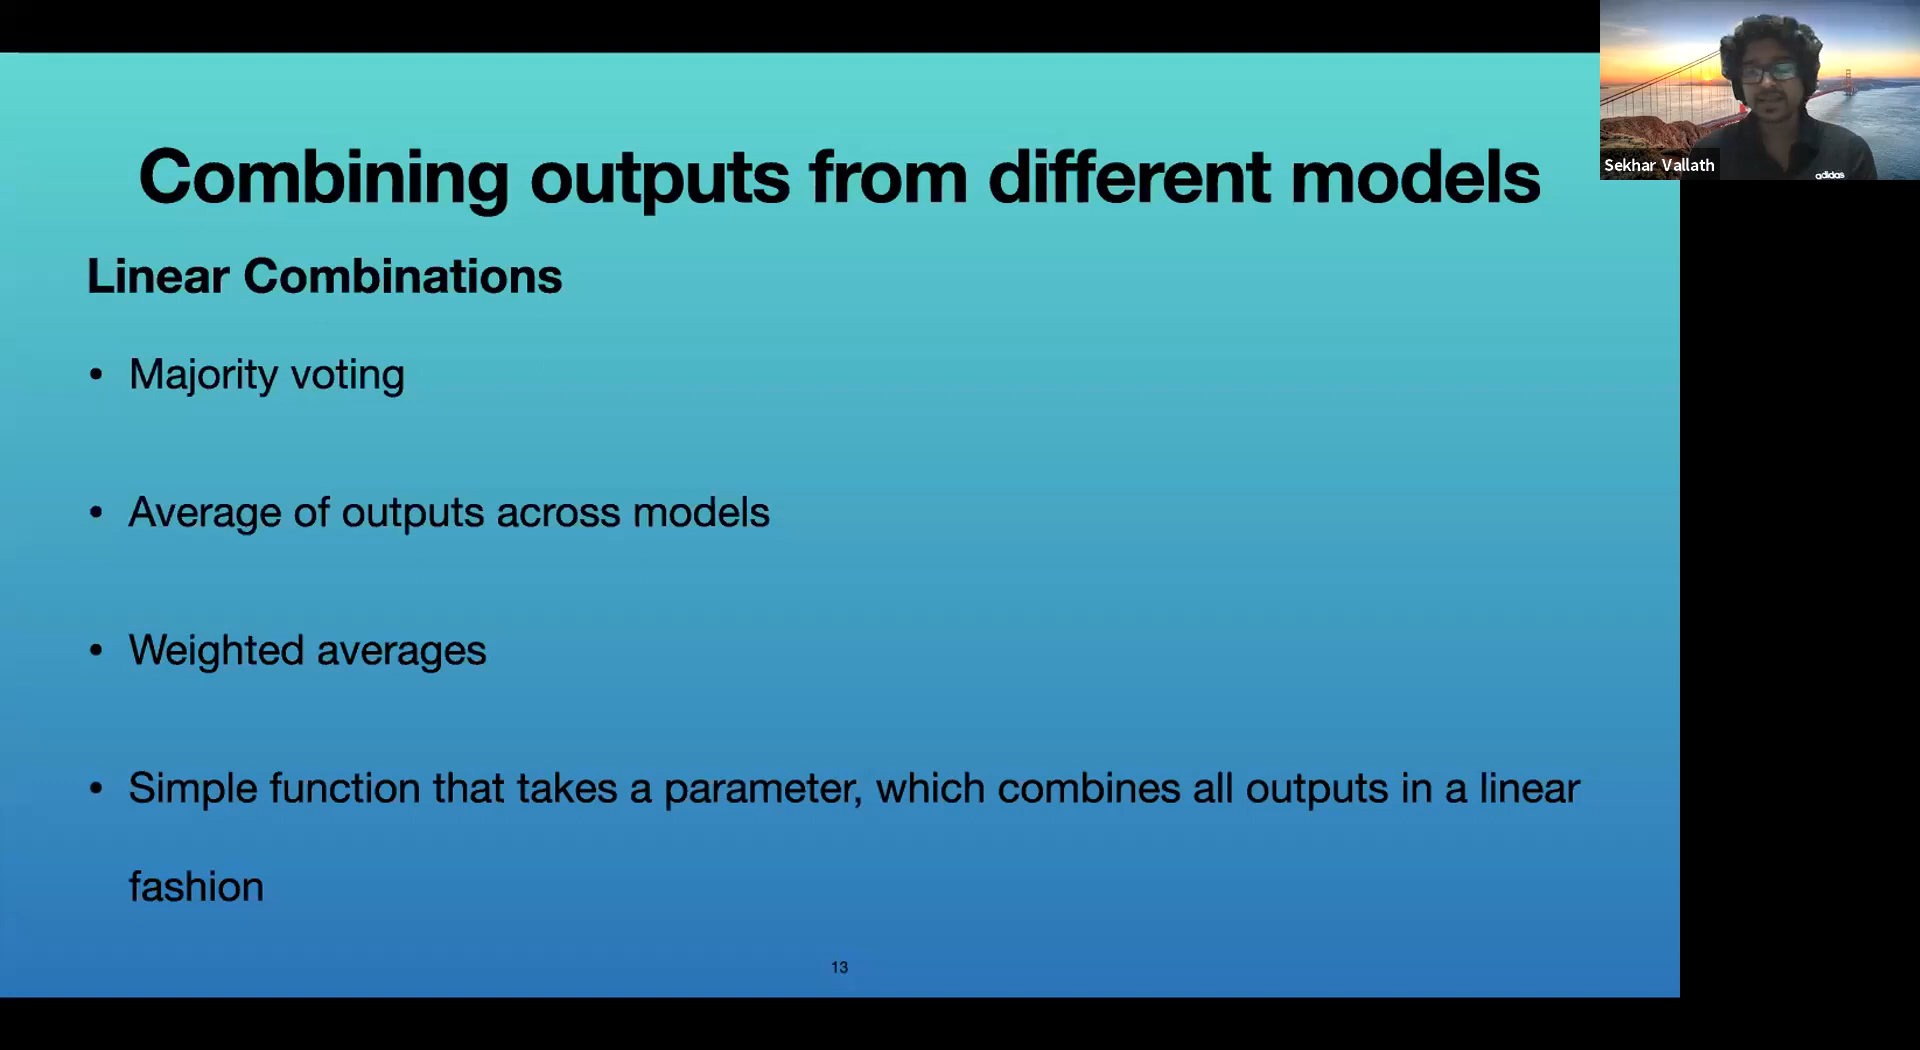 Combining outputs from different models
Sekhar Vallath
adidas
Linear Combinations
• Majority voting
• Average of outputs across models
• Weighted averages
• Simple function that takes a parameter, which combines all outputs in a linear
fashion
13